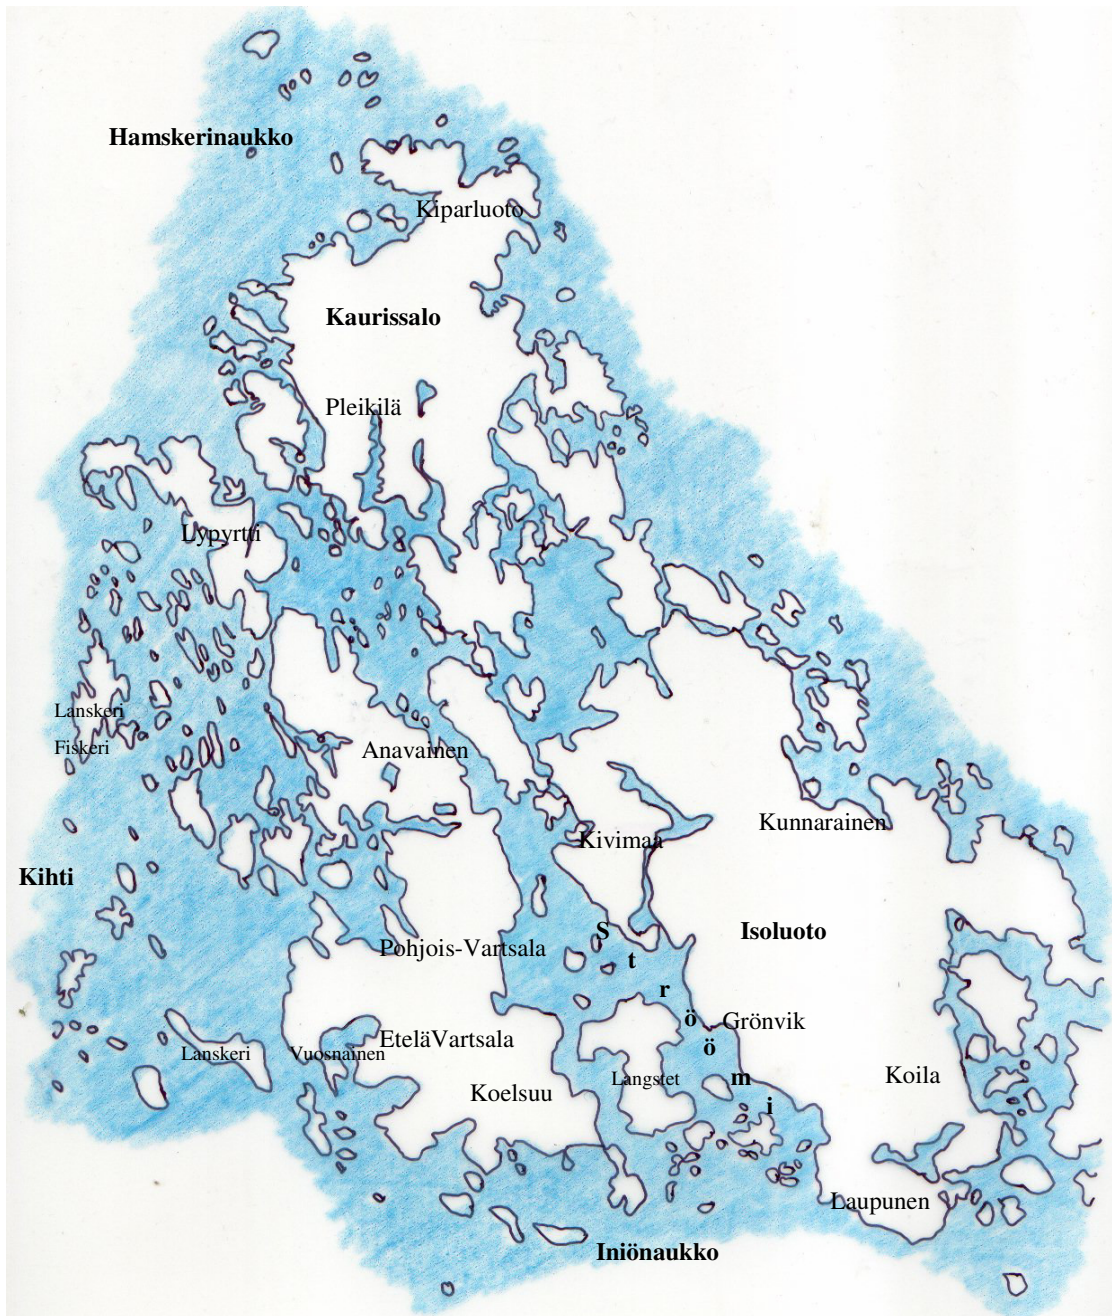 Hamskerinaukko
Kiparluoto
Kaurissalo
Pleikilä
Lypyrtti
Lanskeri
Fiskeri
Anavainen
Kivimaa
Kunnarainen
Kihti
Isoluoto
Pohjois-Vartsala
Ströömi
Grönvik
EteläVartsala
Lanskeri
Vuosnainen
Koelsuu
Langstet
Koila
Laupunen
Iniönaukko